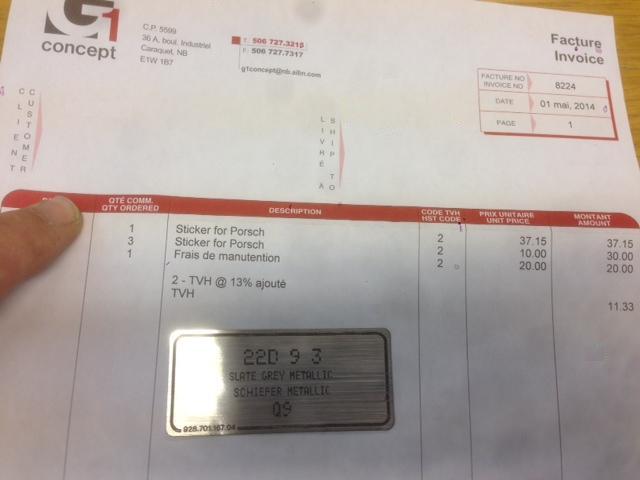 G1
concept
C.P. 5599
36 A, boul. Industriel
Caraquet, NB
E1W 1B7
T: 506 727.3215
F: 506 727.7317
g1concept@nb.aibn.com
Facture
Invoice
FACTURE NO
INVOICE NO
8224
DATE
01 mai, 2014
PAGE
1
CLIENT
CUSTOMER
LIVRÉ À
SHIP TO
QTÉ COMM.
QTY ORDERED
DESCRIPTION
CODE TVH
HST CODE
PRIX UNITAIRE
UNIT PRICE
MONTANT
AMOUNT
1 Sticker for Porsch 2 37.15 37.15
3 Sticker for Porsch 2 10.00 30.00
1 Frais de manutention 2 20.00 20.00
2 - TVH @ 13% ajouté
TVH 11.33
22D 9 3
SLATE GREY METALLIC
SCHIEFER METALLIC
Q9
928.701.167.04